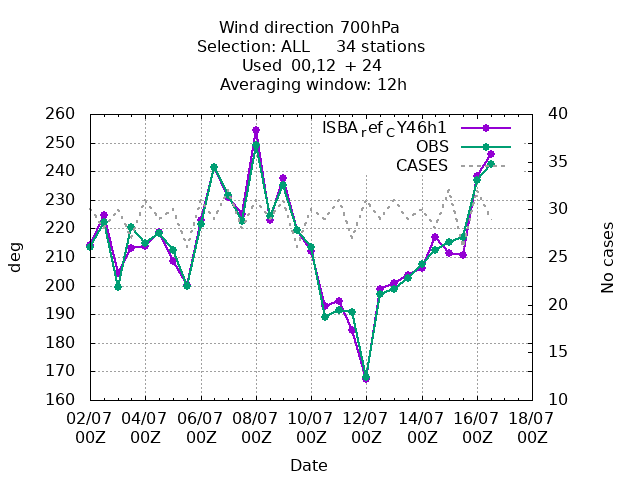 Wind direction 700hPa
Selection: ALL 34 stations
Used 00,12 + 24
Averaging window: 12h
260
250
240
230
220
210
200
190
180
170
160
deg
40
35
30
25
20
15
10
No cases
ISBA_ref_CY46h1
OBS
CASES
02/07 04/07 06/07 08/07 10/07 12/07 14/07 16/07 18/07
00Z 00Z 00Z 00Z 00Z 00Z 00Z 00Z 00Z
Date